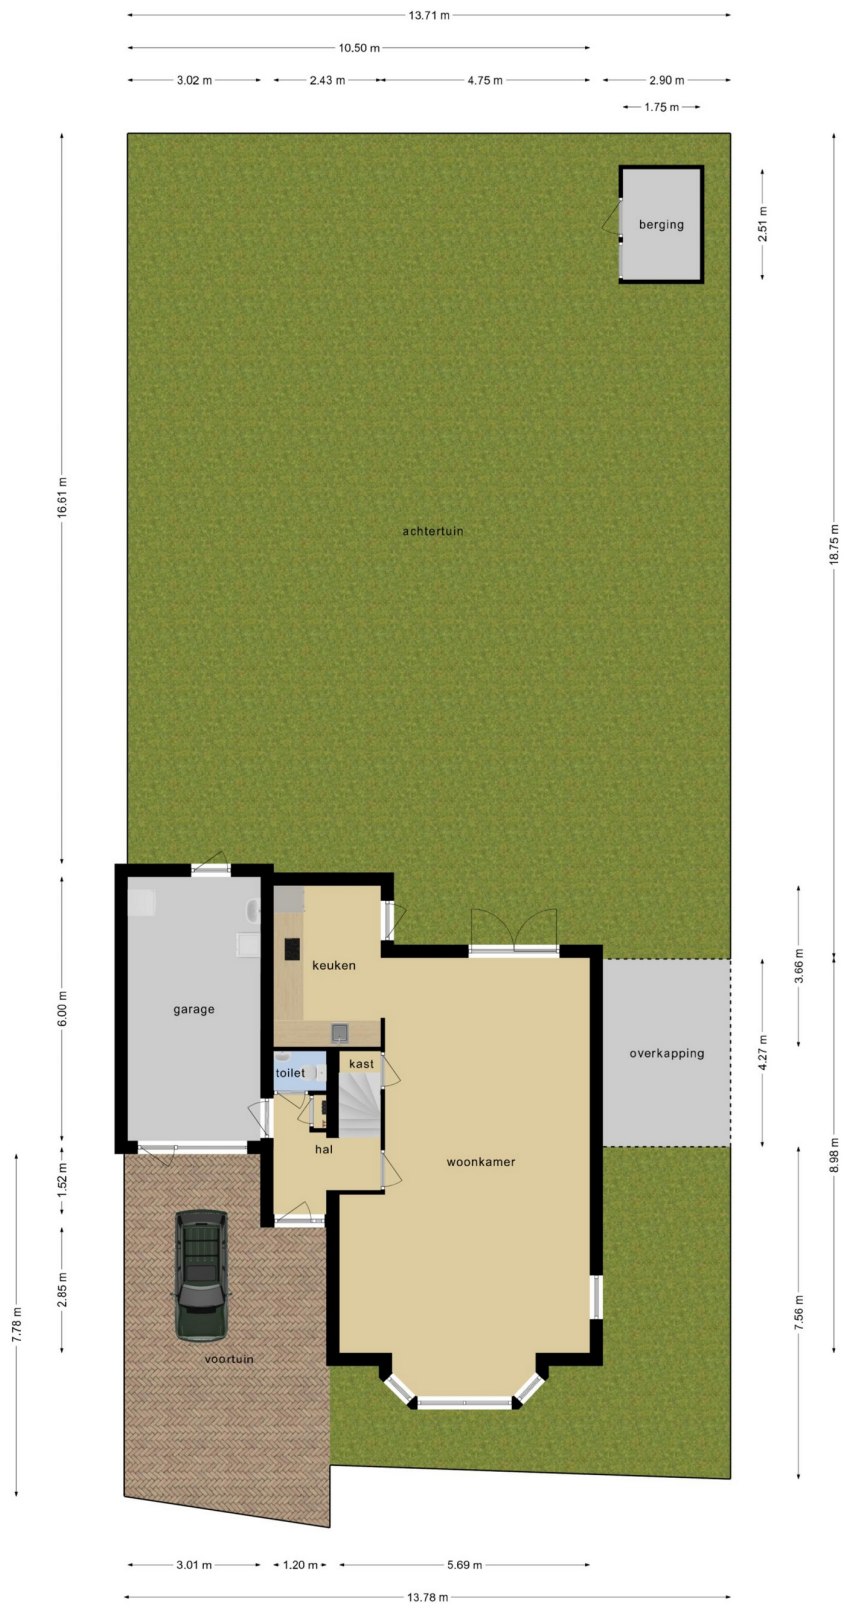 13.71 m
10.50 m
3.02 m
2.43 m
4.75 m
2.90 m
1.75 m
berging
2.51 m
16.61 m
achtertuin
18.75 m
keuken
3.66 m
garage
6.00 m
overkapping
4.27 m
kast
toilet
hal
woonkamer
8.98 m
1.52 m
2.85 m
7.78 m
7.56 m
voortuin
3.01 m
1.20 m
5.69 m
13.78 m